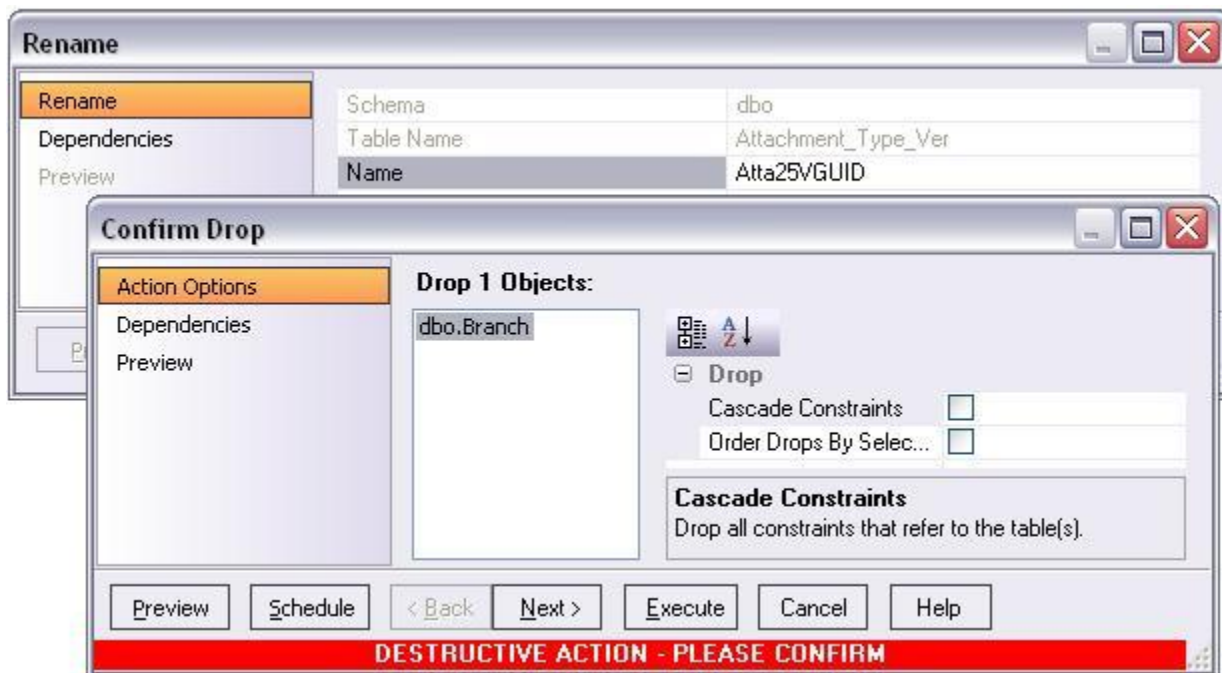 Rename
Rename
Schema dbo
Dependencies
Table Name Attachment_Type_Ver
Preview
Name Atta25VGUID
Confirm Drop
Action Options
Drop 1 Objects:
Dependencies
dbo.Branch
Preview
Drop
Cascade Constraints
Order Drops By Selec...
Cascade Constraints
Drop all constraints that refer to the table(s).
Preview Schedule < Back Next > Execute Cancel Help
DESTRUCTIVE ACTION - PLEASE CONFIRM